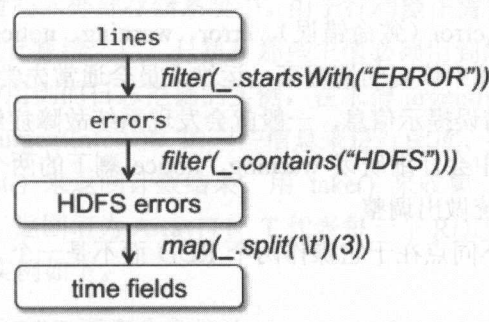 lines
filter(_.startsWith(“ERROR”))
errors
filter(_.contains(“HDFS”)))
HDFS errors
map(_.split(‘\t’)(3))
time fields